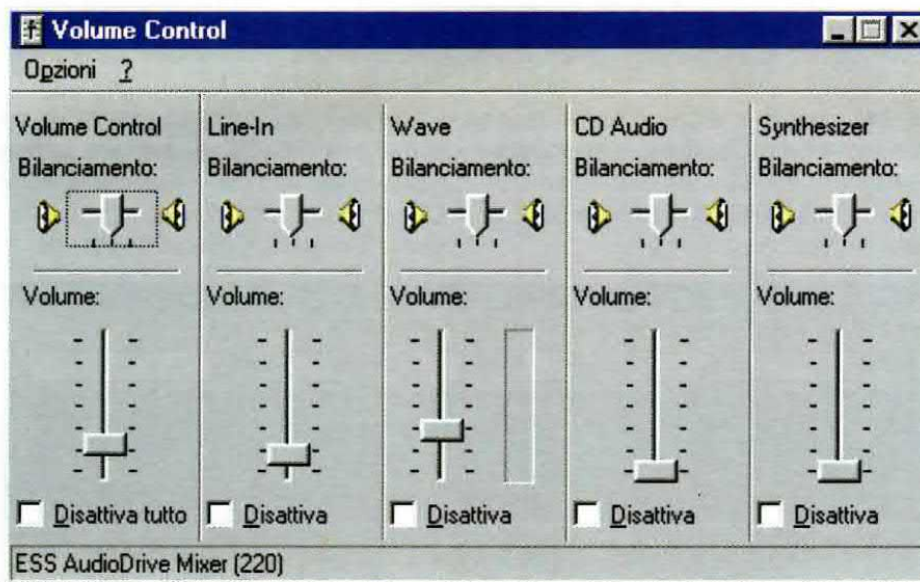 Volume Control
Opzioni ?
Volume Control Line-In Wave CD Audio Synthesizer
Bilanciamento: Bilanciamento: Bilanciamento: Bilanciamento: Bilanciamento:
Volume: Volume: Volume: Volume: Volume:
Disattiva tutto Disattiva Disattiva Disattiva Disattiva
ESS AudioDrive Mixer (220)